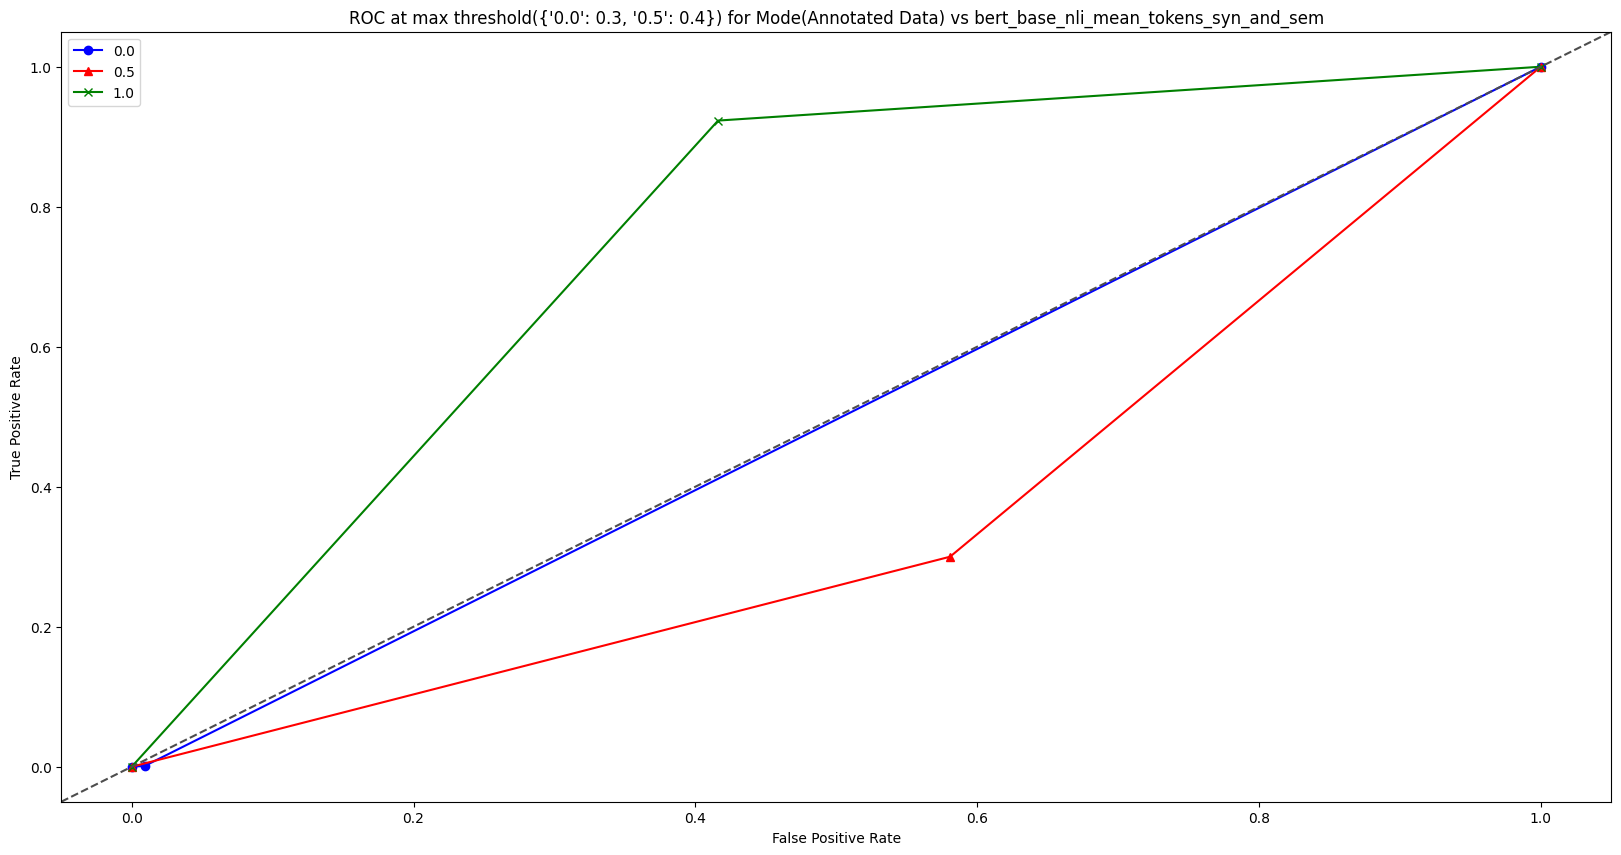 ROC at max threshold({'0.0': 0.3, '0.5': 0.4}) for Mode(Annotated Data) vs bert_base_nli_mean_tokens_syn_and_sem
0.0
0.5
1.0
1.0
0.8
0.6
0.4
0.2
0.0
True Positive Rate
0.0 0.2 0.4 0.6 0.8 1.0
False Positive Rate